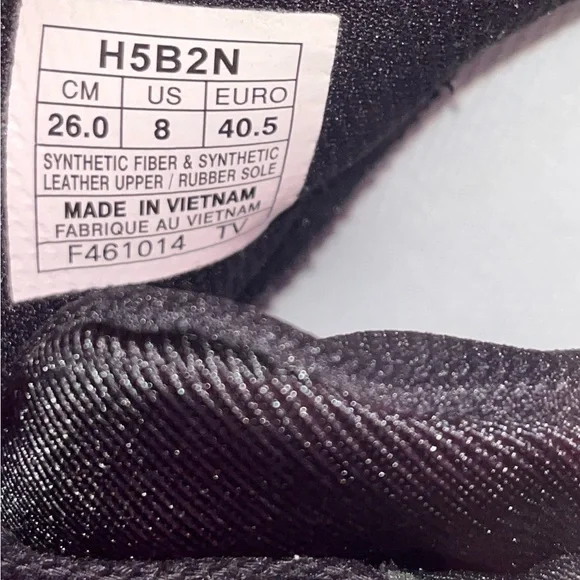 H5B2N
CM US EURO
26.0 8 40.5
SYNTHETIC FIBER & SYNTHETIC
LEATHER UPPER / RUBBER SOLE
MADE IN VIETNAM
FABRIQUE AU VIETNAM
F461014 TV